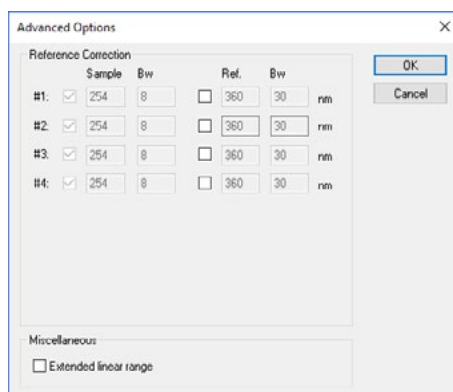 Advanced Options
Reference Correction
Sample Bw Ref. Bw
#1: 254 8 360 30 nm
#2: 254 8 360 30 nm
#3: 254 8 360 30 nm
#4: 254 8 360 30 nm
OK
Cancel
Miscellaneous
Extended linear range